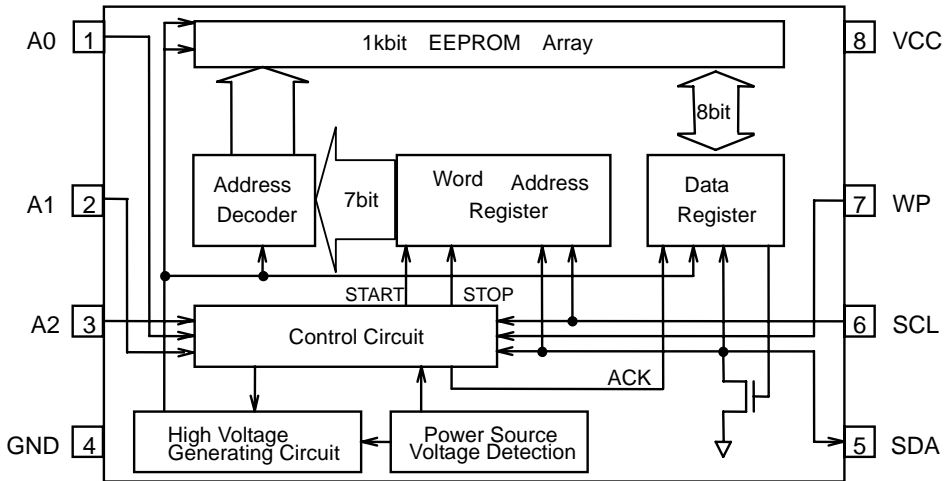 A0 1
1kbit EEPROM Array
8 VCC
8bit
A1 2
Address
Decoder
7bit
Word Address
Register
Data
Register
7 WP
START
STOP
A2 3
Control Circuit
6 SCL
ACK
GND 4
High Voltage
Generating Circuit
Power Source
Voltage Detection
5 SDA